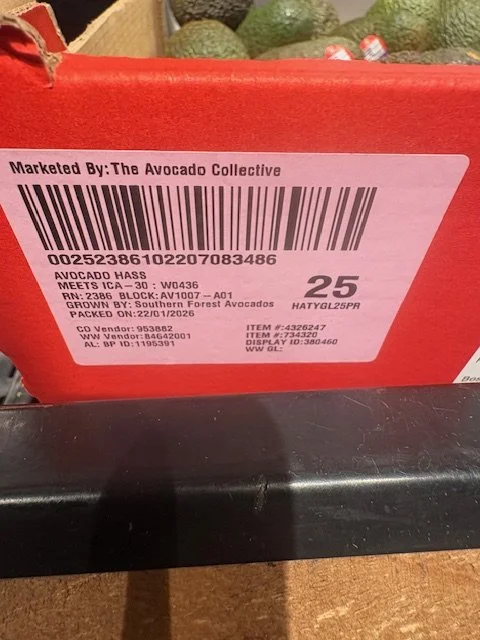 Marketed By: The Avocado Collective
00252386102207083486
AVOCADO HASS
MEETS ICA-30 : W0436
RN: 2386 BLOCK: AV1007-A01
GROWN BY: Southern Forest Avocados
PACKED ON:22/01/2026
25
HATYGL25PR
CO Vendor: 953882
WW Vendor: 84642001
AL: BP ID:1195391
ITEM #:4326247
ITEM #:734320
DISPLAY ID:380460
WW GL: